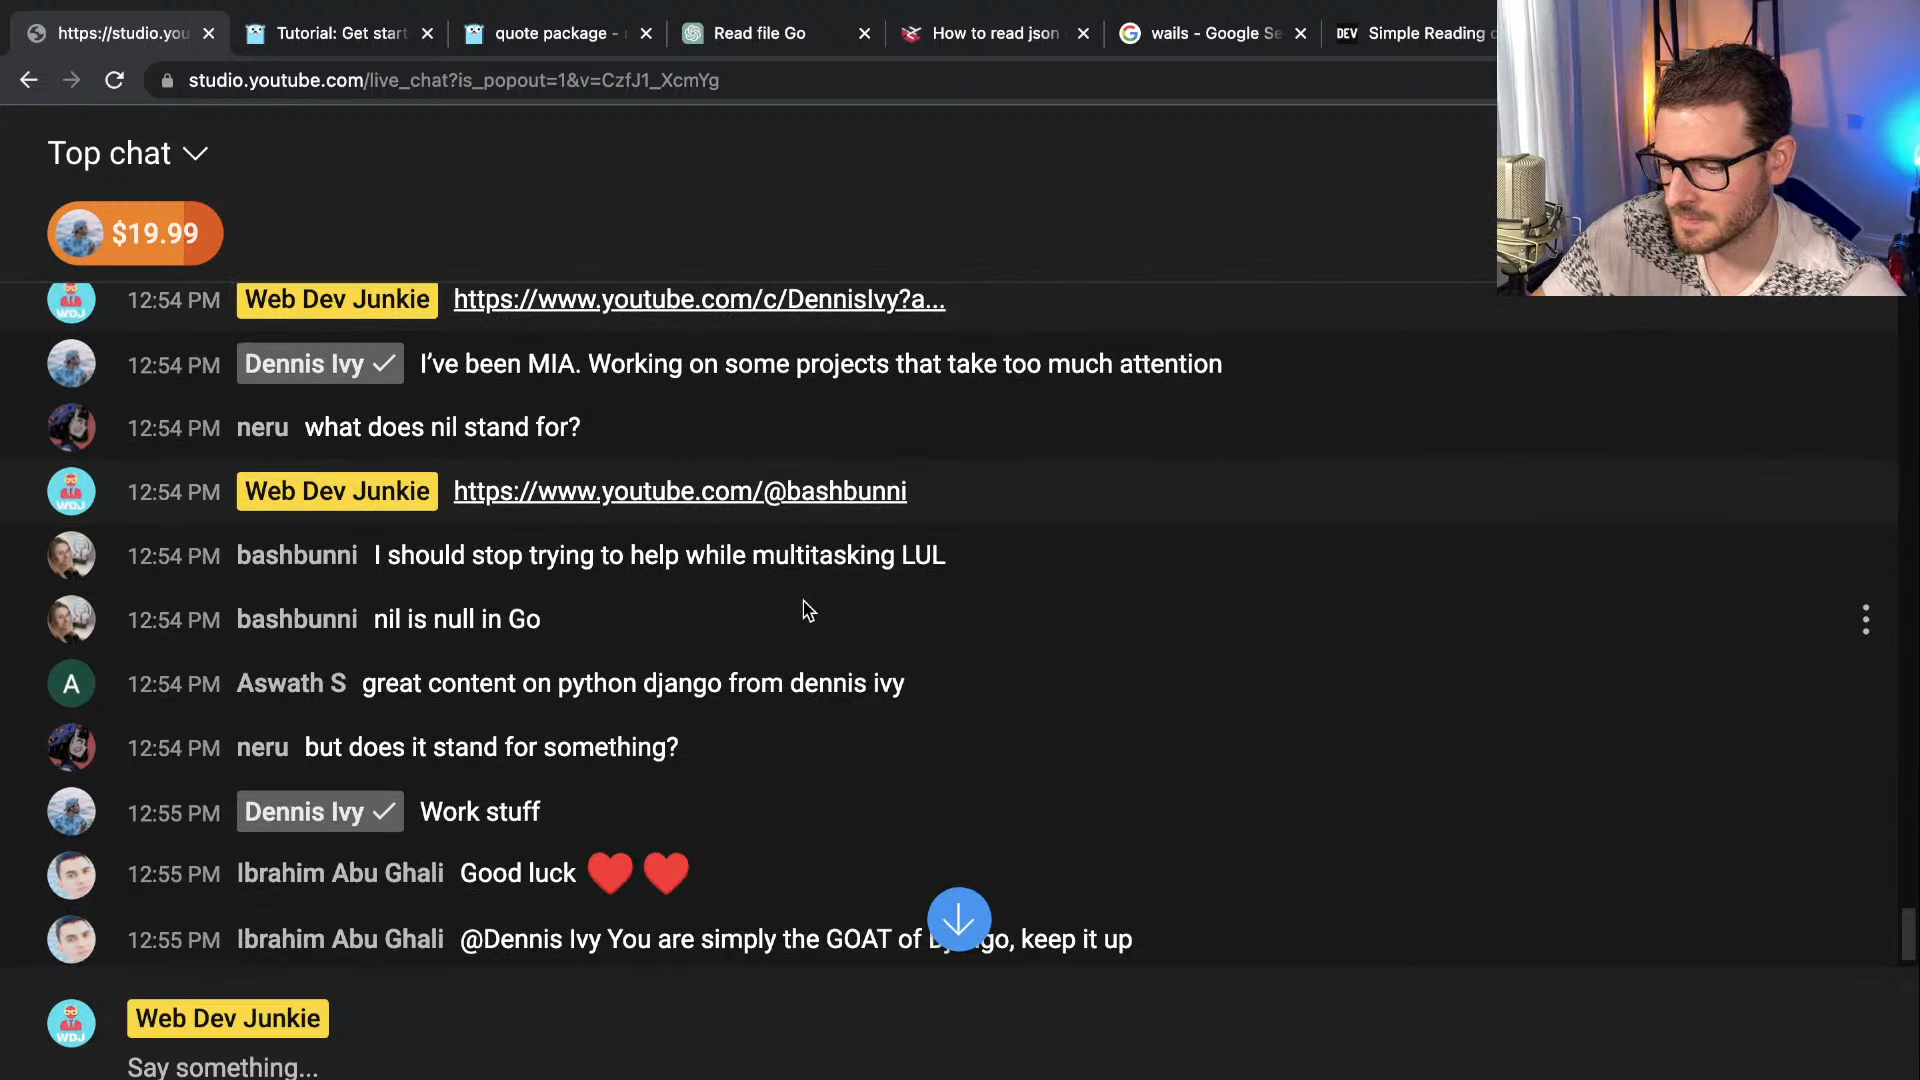 https://studio.you
Tutorial: Get start
quote package -
Read file Go
How to read json
wails - Google Se
DEV Simple Reading
studio.youtube.com/live_chat?is_popout=1&v=CzfJ1_XcmYg
Top chat
$19.99
WDJ 12:54 PM Web Dev Junkie https://www.youtube.com/c/DennisIvy?a...
12:54 PM Dennis Ivy I've been MIA. Working on some projects that take too much attention
12:54 PM neru what does nil stand for?
WDJ 12:54 PM Web Dev Junkie https://www.youtube.com/@bashbunni
12:54 PM bashbunni I should stop trying to help while multitasking LUL
12:54 PM bashbunni nil is null in Go
A 12:54 PM Aswath S great content on python django from dennis ivy
12:54 PM neru but does it stand for something?
12:55 PM Dennis Ivy Work stuff
12:55 PM Ibrahim Abu Ghali Good luck
12:55 PM Ibrahim Abu Ghali @Dennis Ivy You are simply the GOAT of Django, keep it up
WDJ Web Dev Junkie
Say something...